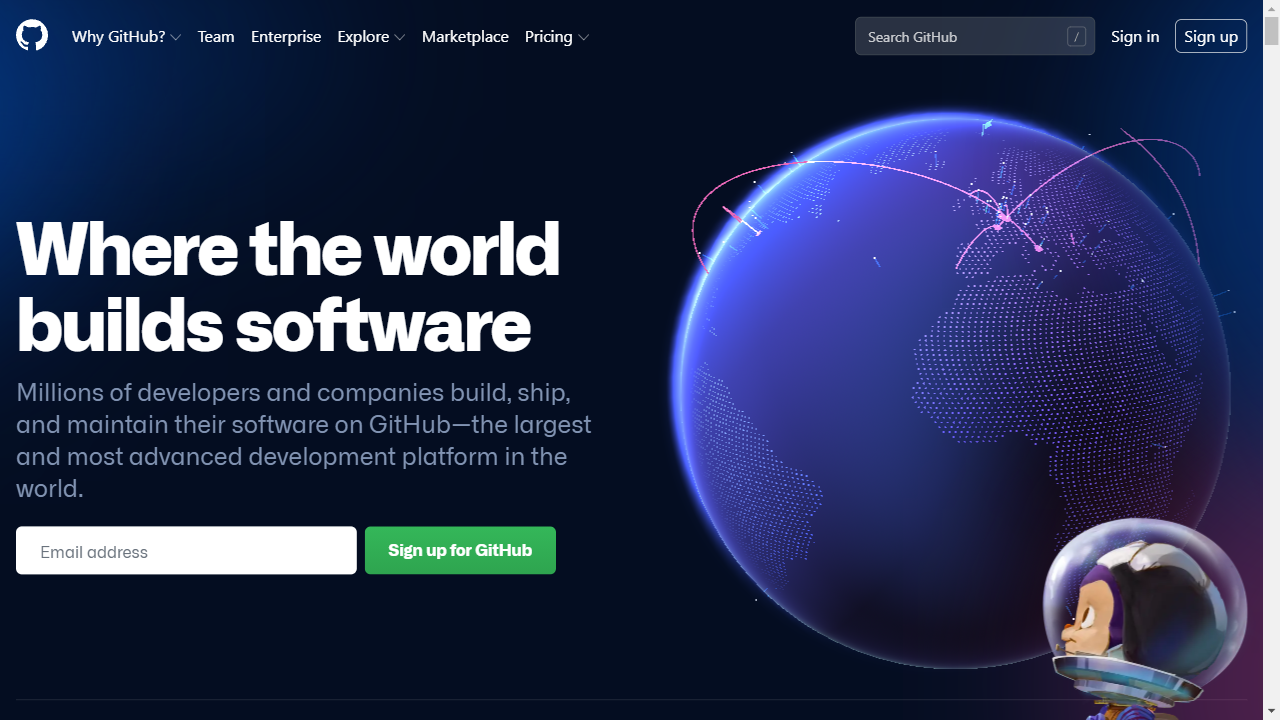 Why GitHub? Team Enterprise Explore Marketplace Pricing Search GitHub / Sign in Sign up
Where the world
builds software
Millions of developers and companies build, ship,
and maintain their software on GitHub—the largest
and most advanced development platform in the
world.
Email address Sign up for GitHub